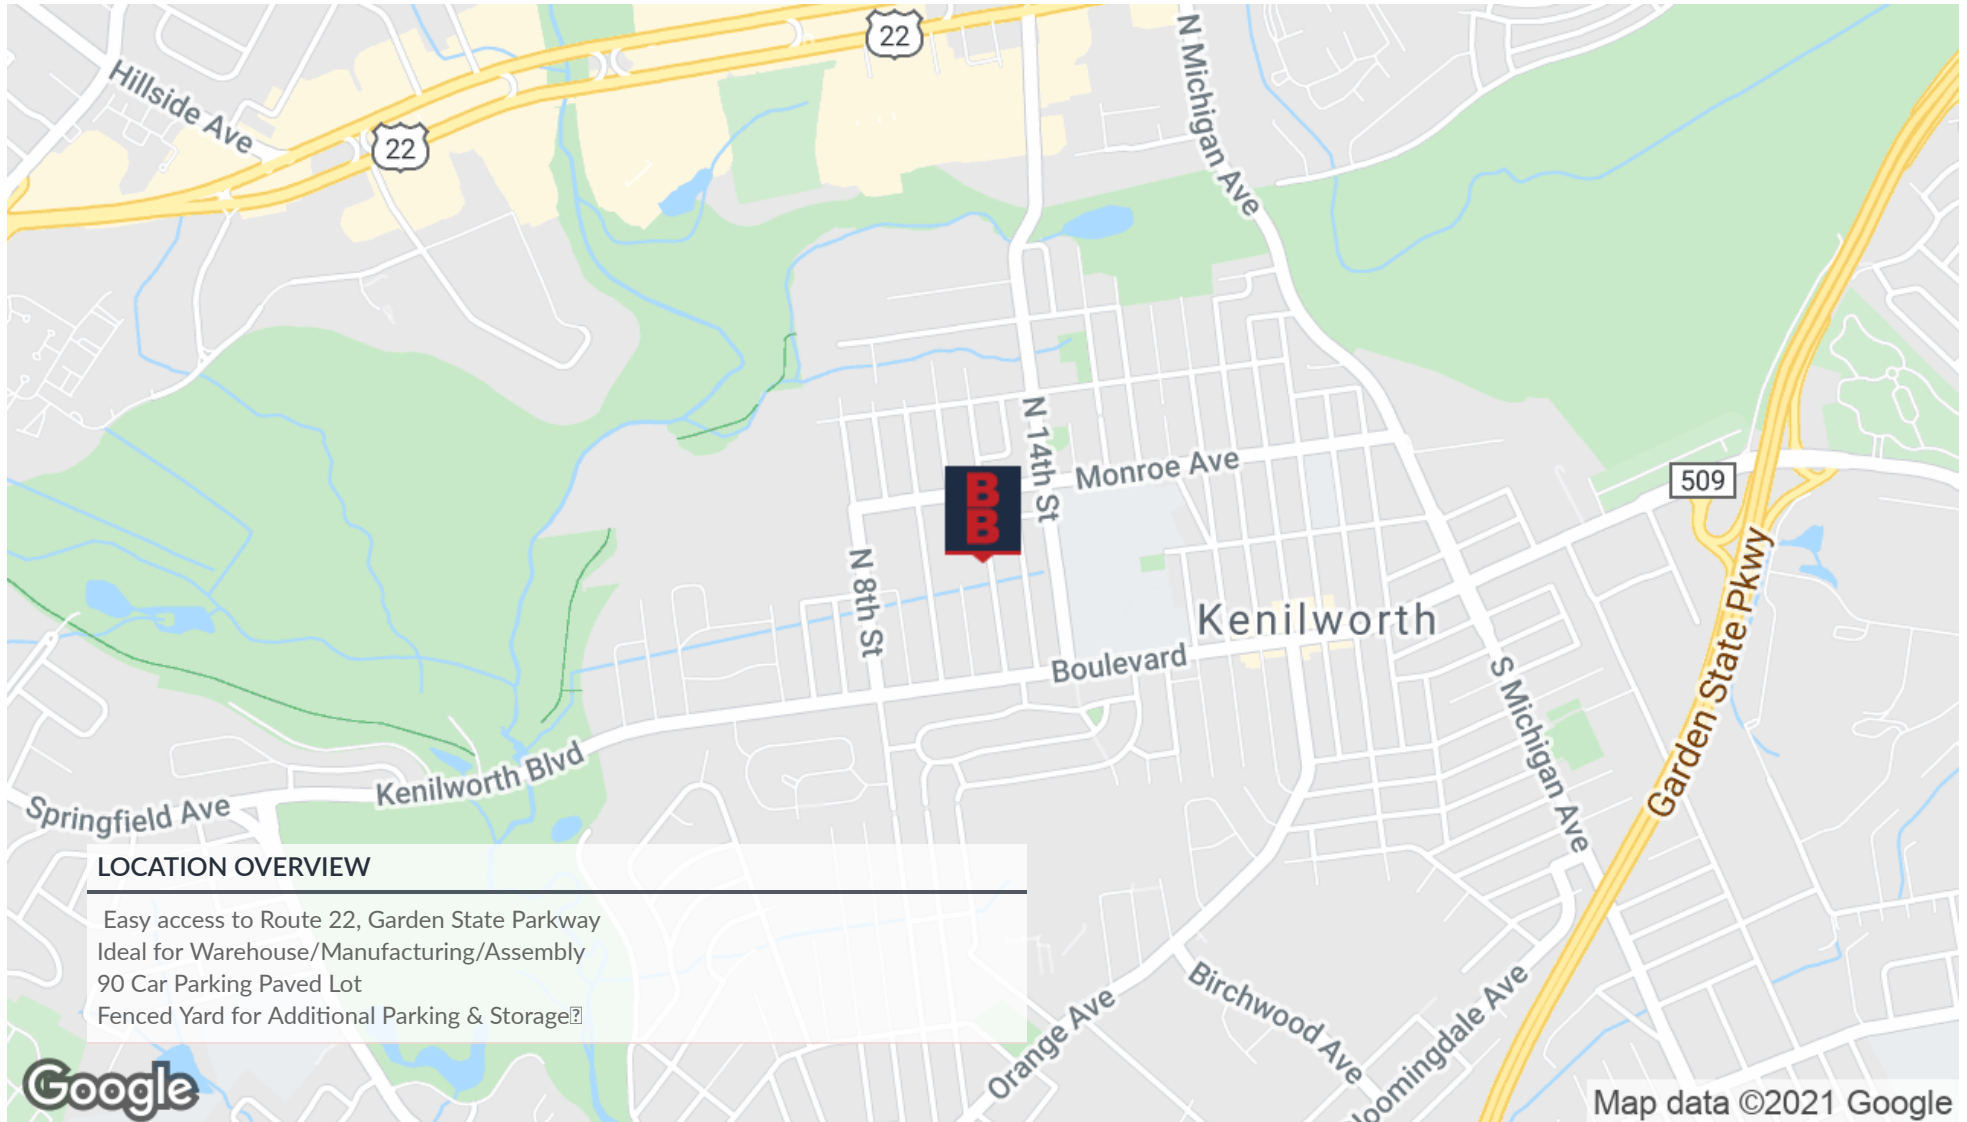 22
N Michigan Ave
Hillside Ave
22
N 14th St
Monroe Ave
509
B
B
N 8th St
Kenilworth
Boulevard
Garden State Pkwy
S Michigan Ave
Kenilworth Blvd
Springfield Ave
LOCATION OVERVIEW
Easy access to Route 22, Garden State Parkway
Ideal for Warehouse/Manufacturing/Assembly
90 Car Parking Paved Lot
Fenced Yard for Additional Parking & Storage
Birchwood Ave
loomingdale Ave
Orange Ave
Google
Map data ©2021 Google